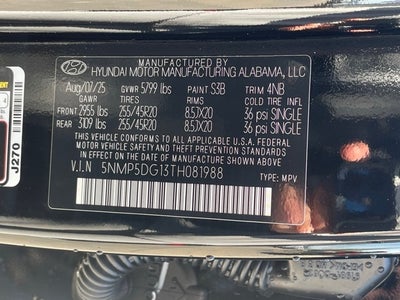 MANUFACTURED BY
HYUNDAI MOTOR MANUFACTURING ALABAMA, LLC
Aug/07/25 GVWR 5799 lbs PAINT S3B TRIM 4NB
GAWR TIRES RIMS COLD TIRE INF.PRES.
FRONT 2955 lbs 255/45R20 8.5JX20 36 psi SINGLE
REAR 3109 lbs 255/45R20 8.5JX20 36 psi SINGLE
THIS VEHICLE CONFORMS TO ALL APPLICABLE U.S.A. FEDERAL
MOTOR VEHICLE SAFETY AND THEFT PREVENTION STANDARDS IN
EFFECT ON THE DATE OF MANUFACTURE SHOWN ABOVE.
V.I.N 5NMP5DG13TH081988 TYPE: MPV
J270